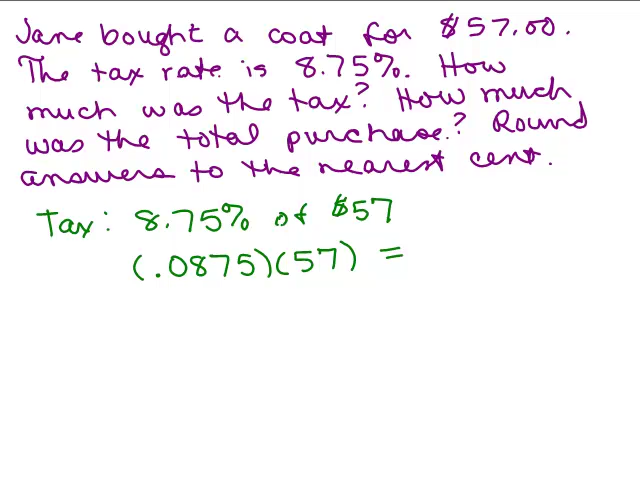 Jane bought a coat for $57.00.
The tax rate is 8.75%. How
much was the tax? How much
was the total purchase? Round
answers to the nearest cent.
Tax: 8.75% of $57
(.0875)(57) =